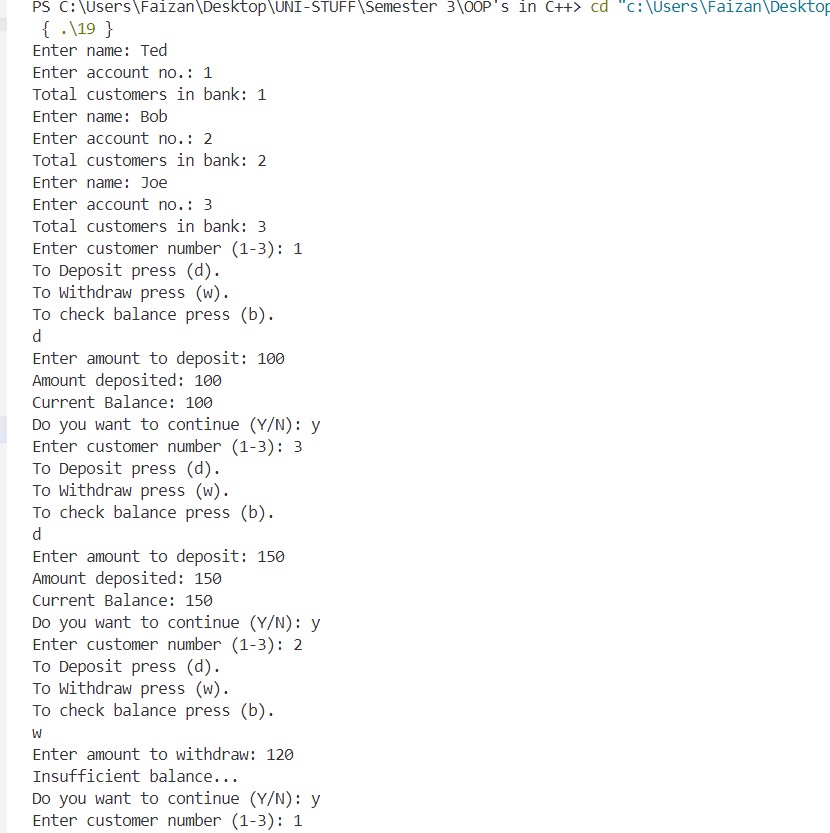 PS C:\Users\Faizan\Desktop\UNI-STUFF\Semester 3\OOP's in C++> cd "c:\Users\Faizan\Desktop
{ .\19 }
Enter name: Ted
Enter account no.: 1
Total customers in bank: 1
Enter name: Bob
Enter account no.: 2
Total customers in bank: 2
Enter name: Joe
Enter account no.: 3
Total customers in bank: 3
Enter customer number (1-3): 1
To Deposit press (d).
To Withdraw press (w).
To check balance press (b).
d
Enter amount to deposit: 100
Amount deposited: 100
Current Balance: 100
Do you want to continue (Y/N): y
Enter customer number (1-3): 3
To Deposit press (d).
To Withdraw press (w).
To check balance press (b).
d
Enter amount to deposit: 150
Amount deposited: 150
Current Balance: 150
Do you want to continue (Y/N): y
Enter customer number (1-3): 2
To Deposit press (d).
To Withdraw press (w).
To check balance press (b).
w
Enter amount to withdraw: 120
Insufficient balance...
Do you want to continue (Y/N): y
Enter customer number (1-3): 1